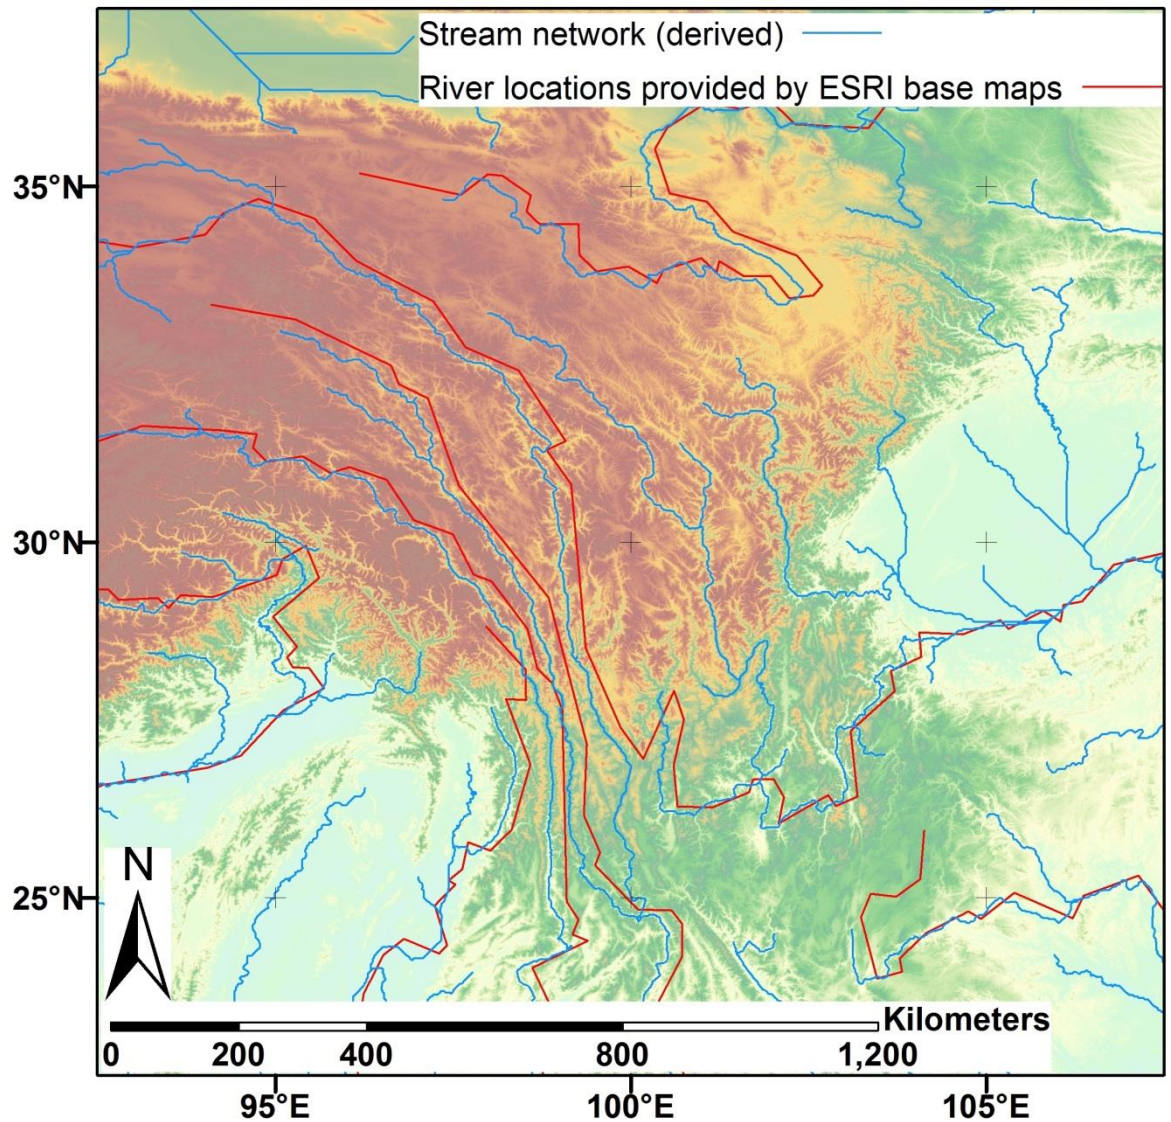 Stream network (derived)
River locations provided by ESRI base maps
35°N
30°N
25°N
N
Kilometers
0 200 400 800 1,200
95°E 100°E 105°E